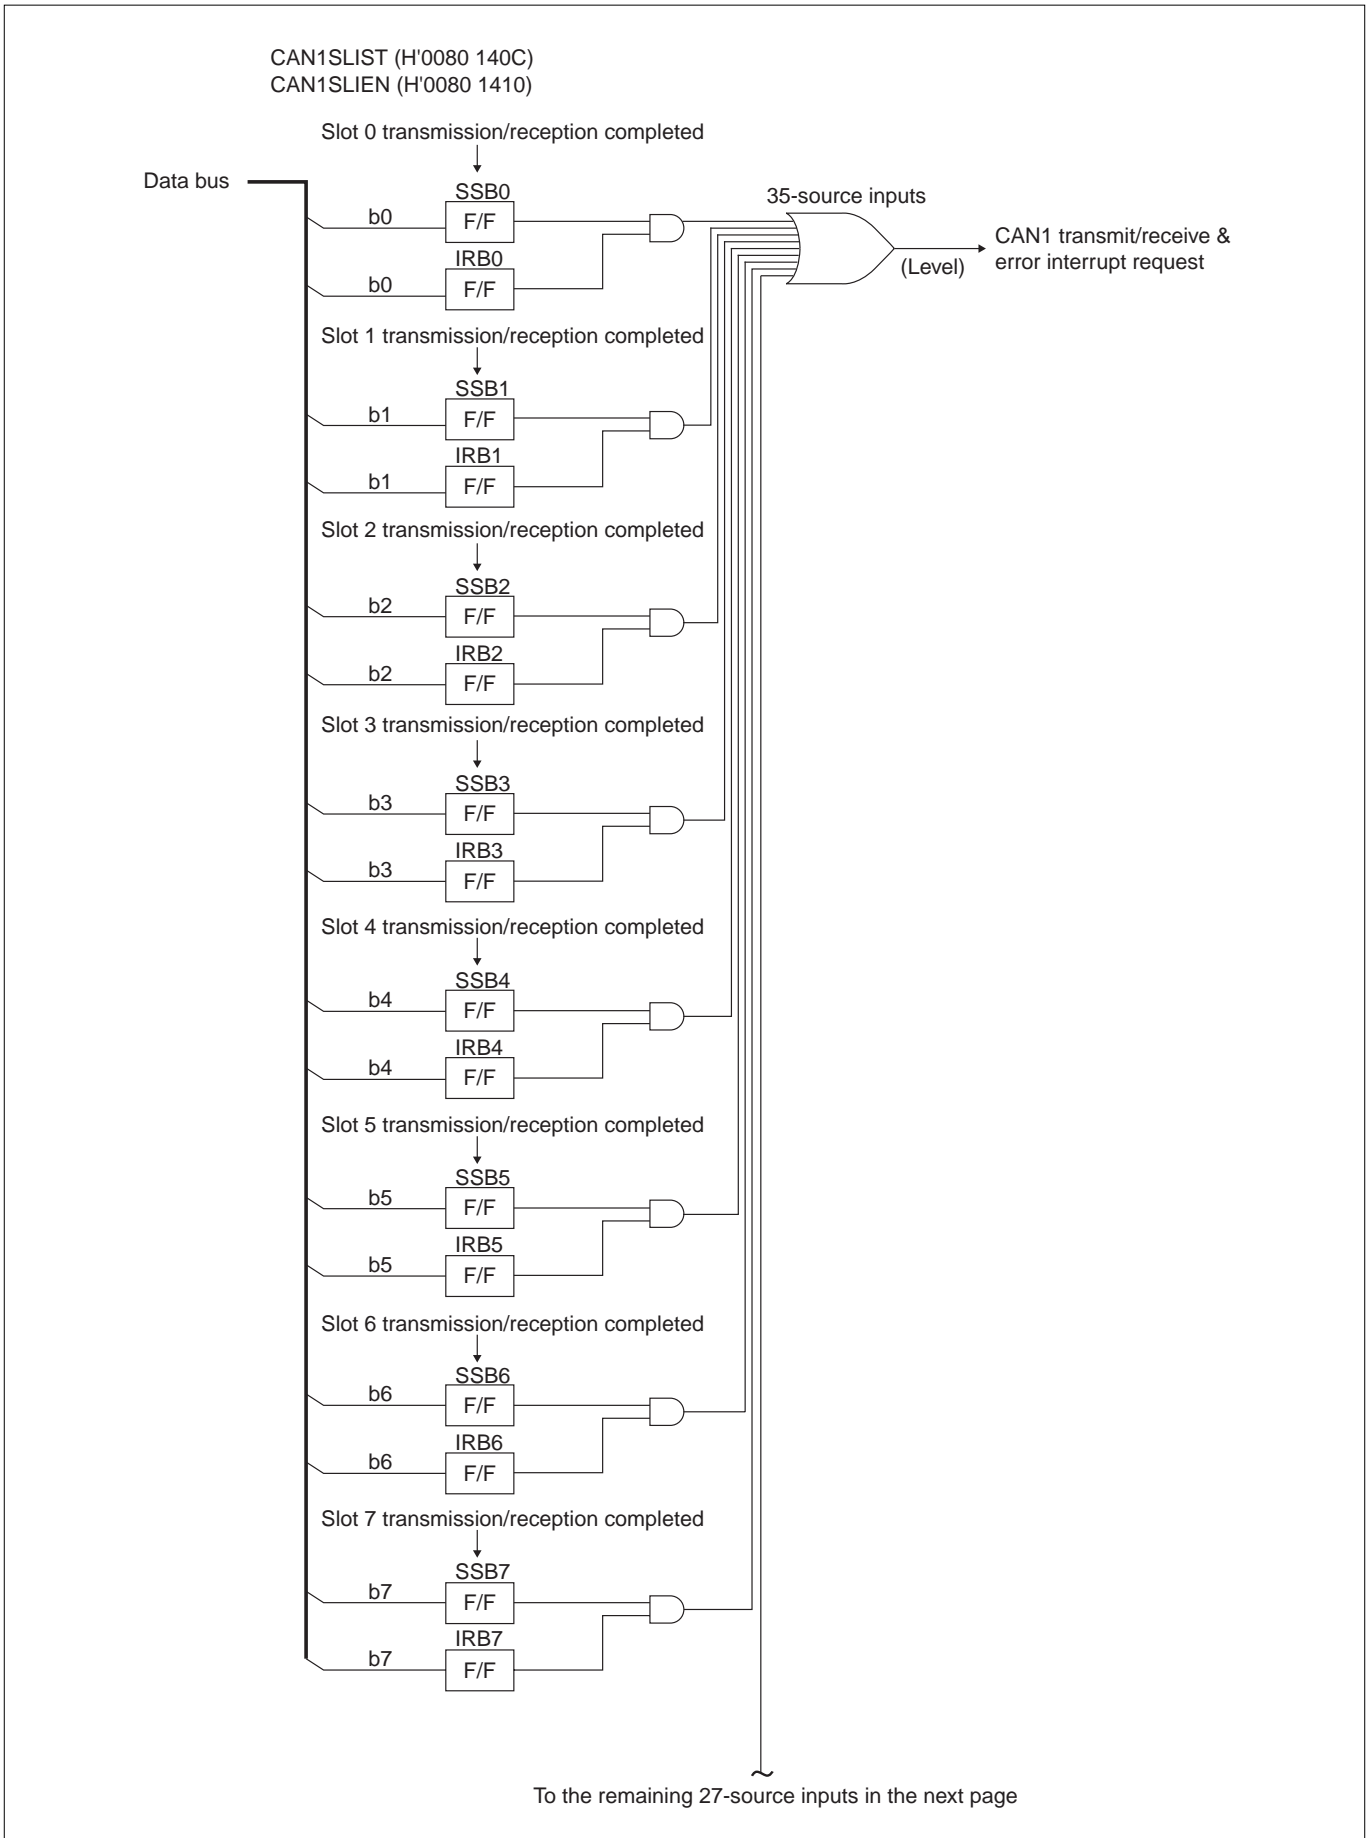 CAN1SLIST (H'0080 140C)
CAN1SLIEN (H'0080 1410)
Slot 0 transmission/reception completed
Data bus
35-source inputs
SSB0
b0
F/F
CAN1 transmit/receive &
error interrupt request
(Level)
IRB0
b0
F/F
Slot 1 transmission/reception completed
SSB1
b1
F/F
IRB1
b1
F/F
Slot 2 transmission/reception completed
SSB2
b2
F/F
IRB2
b2
F/F
Slot 3 transmission/reception completed
SSB3
b3
F/F
IRB3
b3
F/F
Slot 4 transmission/reception completed
SSB4
b4
F/F
IRB4
b4
F/F
Slot 5 transmission/reception completed
SSB5
b5
F/F
IRB5
b5
F/F
Slot 6 transmission/reception completed
SSB6
b6
F/F
IRB6
b6
F/F
Slot 7 transmission/reception completed
SSB7
b7
F/F
IRB7
b7
F/F
To the remaining 27-source inputs in the next page